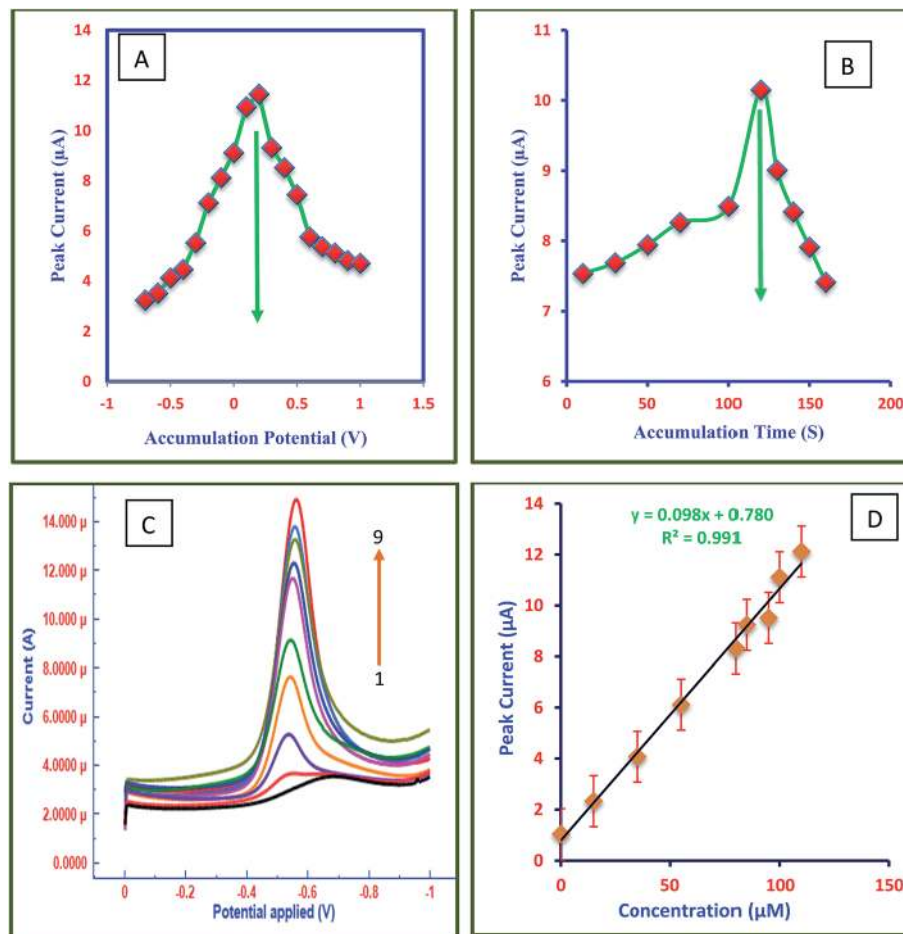 A
Peak Current (µA)
14
12
10
8
6
4
2
0
-1
-0.5
0
0.5
1
1.5
Accumulation Potential (V)
B
Peak Current (µA)
11
10
9
8
7
6
0
50
100
150
200
Accumulation Time (S)
C
Current (A)
14.000 µ
12.000 µ
10.000 µ
8.0000 µ
6.0000 µ
4.0000 µ
2.0000 µ
0.0000
9
1
0
-0.2
-0.4
-0.6
-0.8
-1
Potential applied (V)
D
y = 0.098x + 0.780
R² = 0.991
Peak Current (µA)
14
12
10
8
6
4
2
0
0
50
100
150
Concentration (µM)